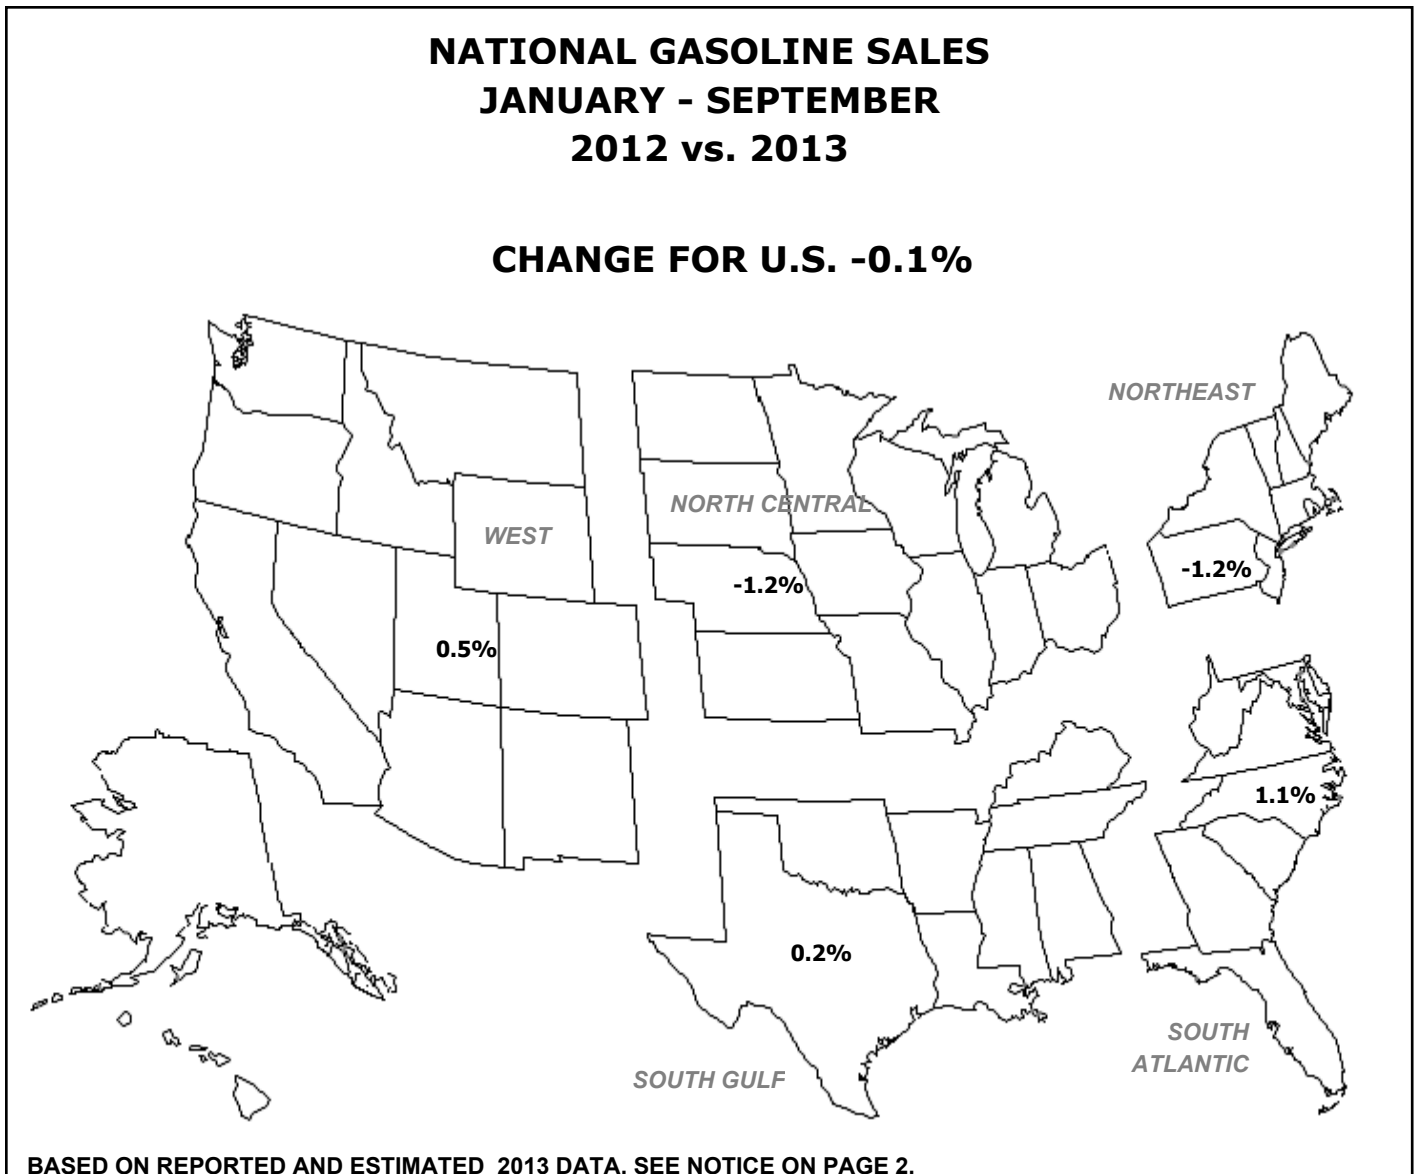 NATIONAL GASOLINE SALES
JANUARY - SEPTEMBER
2012 vs. 2013
CHANGE FOR U.S. -0.1%
NORTHEAST
NORTH CENTRAL
WEST
-1.2%
-1.2%
0.5%
1.1%
0.2%
SOUTH
ATLANTIC
SOUTH GULF
BASED ON REPORTED AND ESTIMATED 2013 DATA. SEE NOTICE ON PAGE 2.